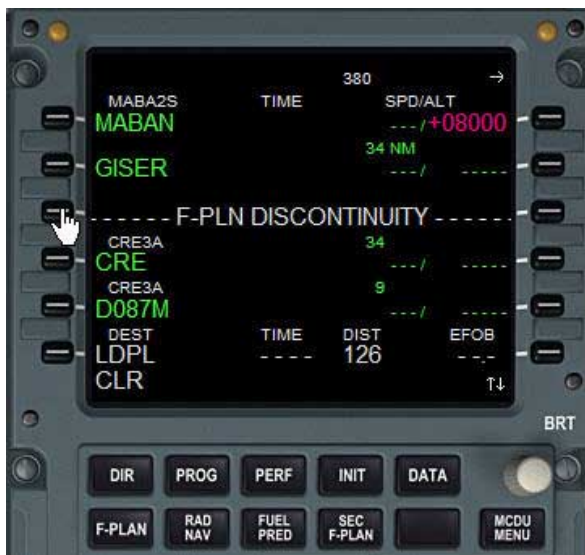 380 →
MABA2S TIME SPD/ALT
MABAN ---/+08000
34 NM
GISER ---/ -----
------ F-PLN DISCONTINUITY ------
CRE3A 34
CRE ---/ -----
CRE3A 9
D087M ---/ -----
DEST TIME DIST EFOB
LDPL ---- 126 --.-
CLR ↑↓
BRT
DIR PROG PERF INIT DATA
F-PLAN RAD NAV FUEL PRED SEC F-PLAN MCDU MENU